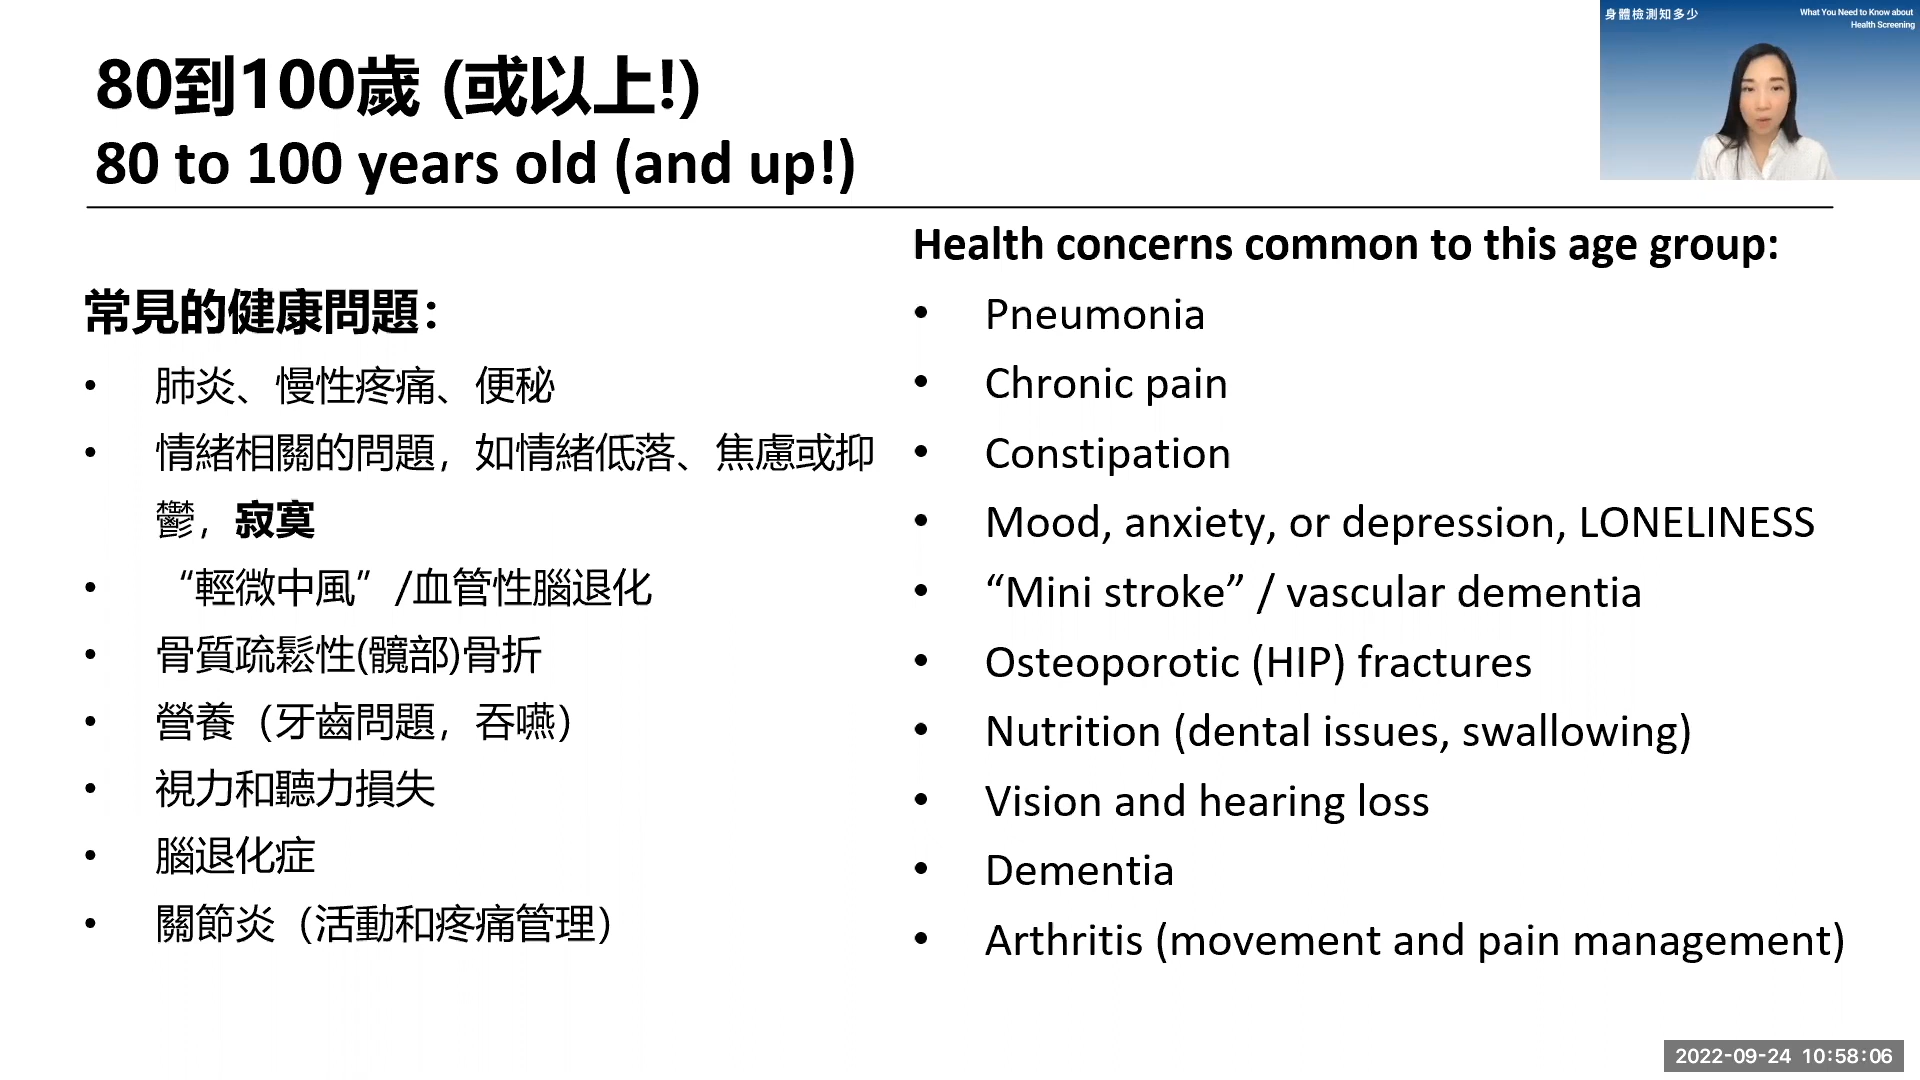 80到100歲 (或以上!)
80 to 100 years old (and up!)
常見的健康問題：
• 肺炎、慢性疼痛、便秘
• 情緒相關的問題，如情緒低落、焦慮或抑
鬱，寂寞
• “輕微中風”/血管性腦退化
• 骨質疏鬆性(髖部)骨折
• 營養（牙齒問題，吞嚥）
• 視力和聽力損失
• 腦退化症
• 關節炎（活動和疼痛管理）
Health concerns common to this age group:
• Pneumonia
• Chronic pain
• Constipation
• Mood, anxiety, or depression, LONELINESS
• “Mini stroke” / vascular dementia
• Osteoporotic (HIP) fractures
• Nutrition (dental issues, swallowing)
• Vision and hearing loss
• Dementia
• Arthritis (movement and pain management)
身體檢測知多少
What You Need to Know about
Health Screening
2022-09-24 10:58:06